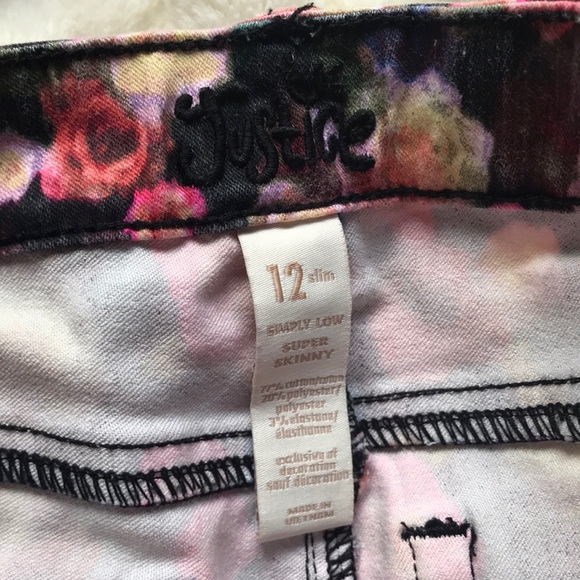 Justice
12 slim
SIMPLY LOW
SUPER
SKINNY
77% cotton/coton
20% polyester/
polyester
3% elastane/
élasthanne
exclusive of
decoration
sauf décoration
MADE IN
VIETNAM